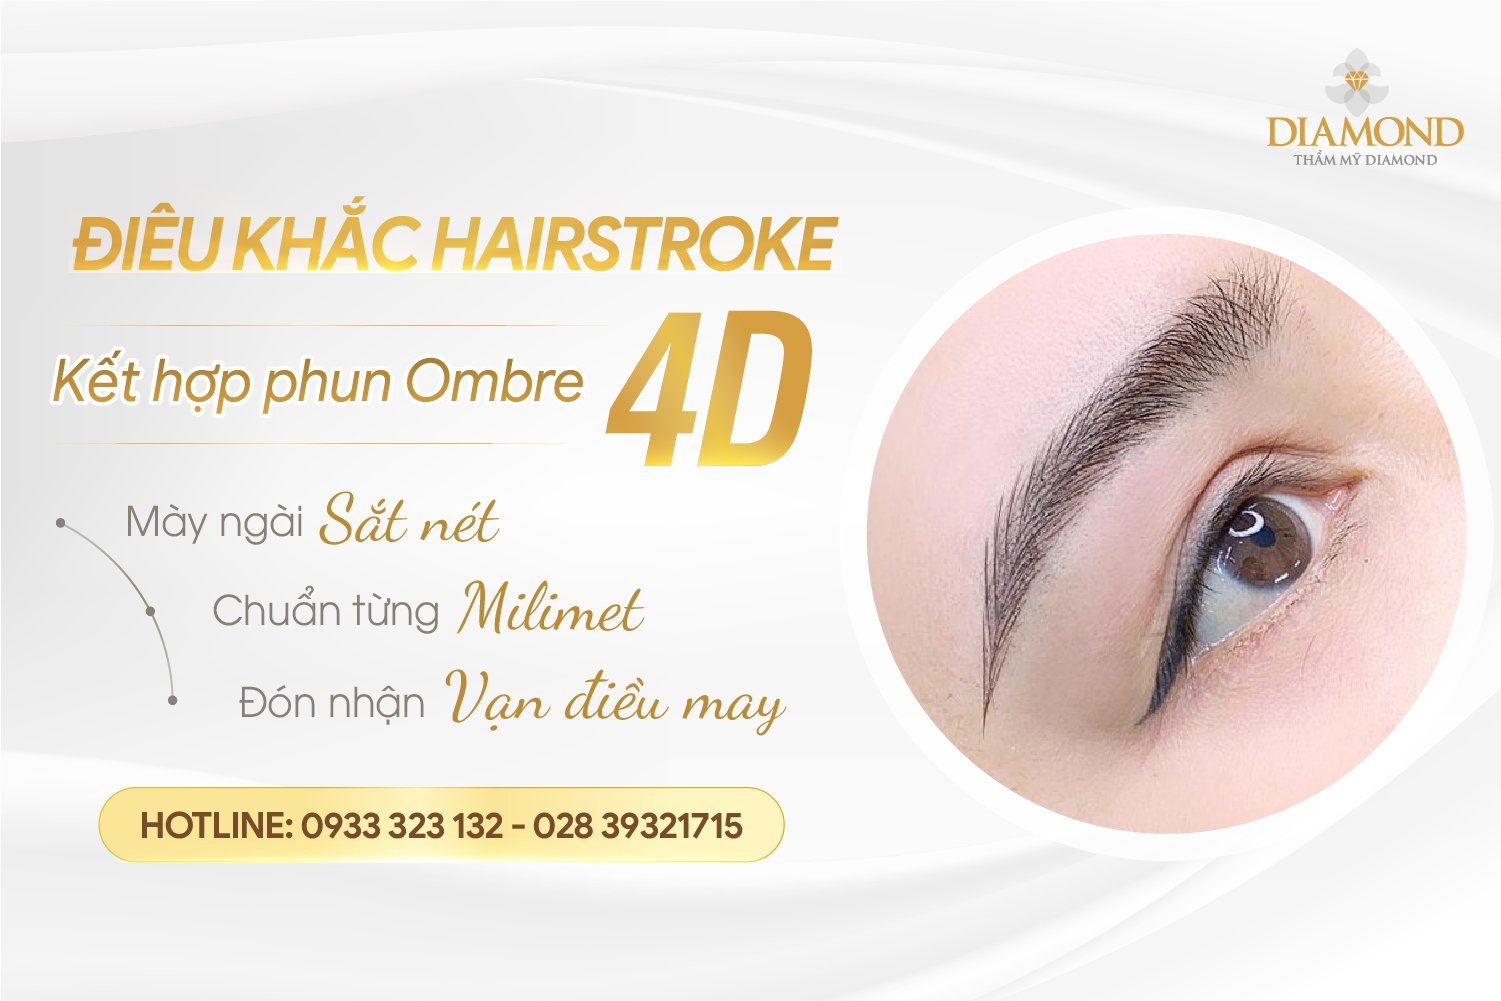 DIAMOND
THẨM MỸ DIAMOND
ĐIÊU KHẮC HAIRSTROKE
Kết hợp phun Ombre 4D
Mày ngài Sắt nét
Chuẩn từng Milimet
Đón nhận Vạn điều may
HOTLINE: 0933 323 132 - 028 39321715